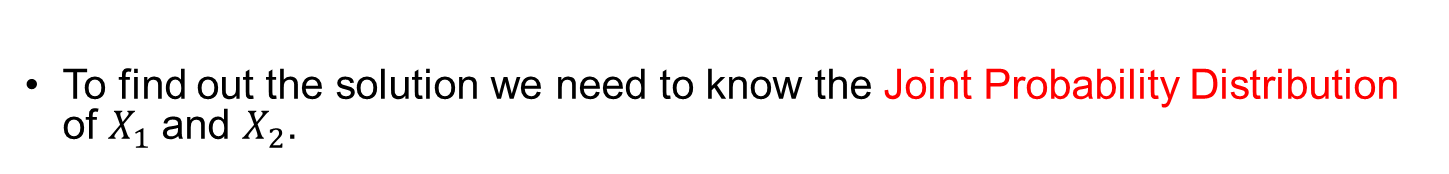 • To find out the solution we need to know the Joint Probability Distribution
of X₁ and X₂.